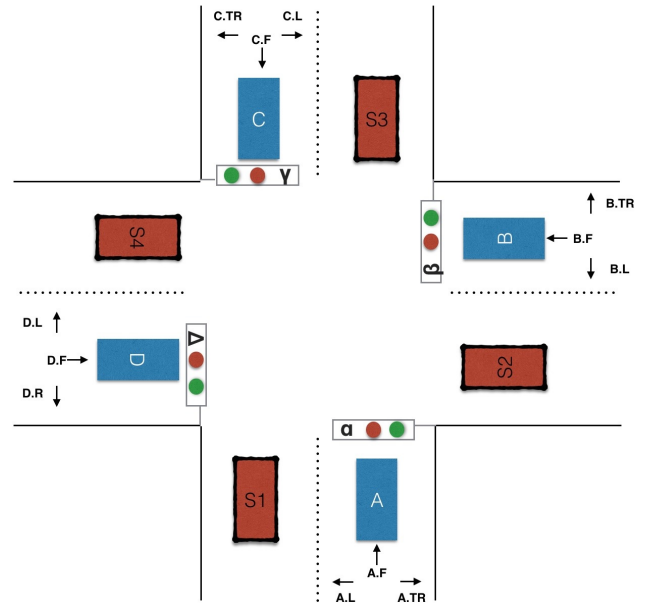 C.TR C.L
C.F
C
S3
γ
B.TR
S4
B
B.F
β
B.L
D.L
Δ
D.F
D
S2
D.R
α
S1
A
A.F
A.L A.TR